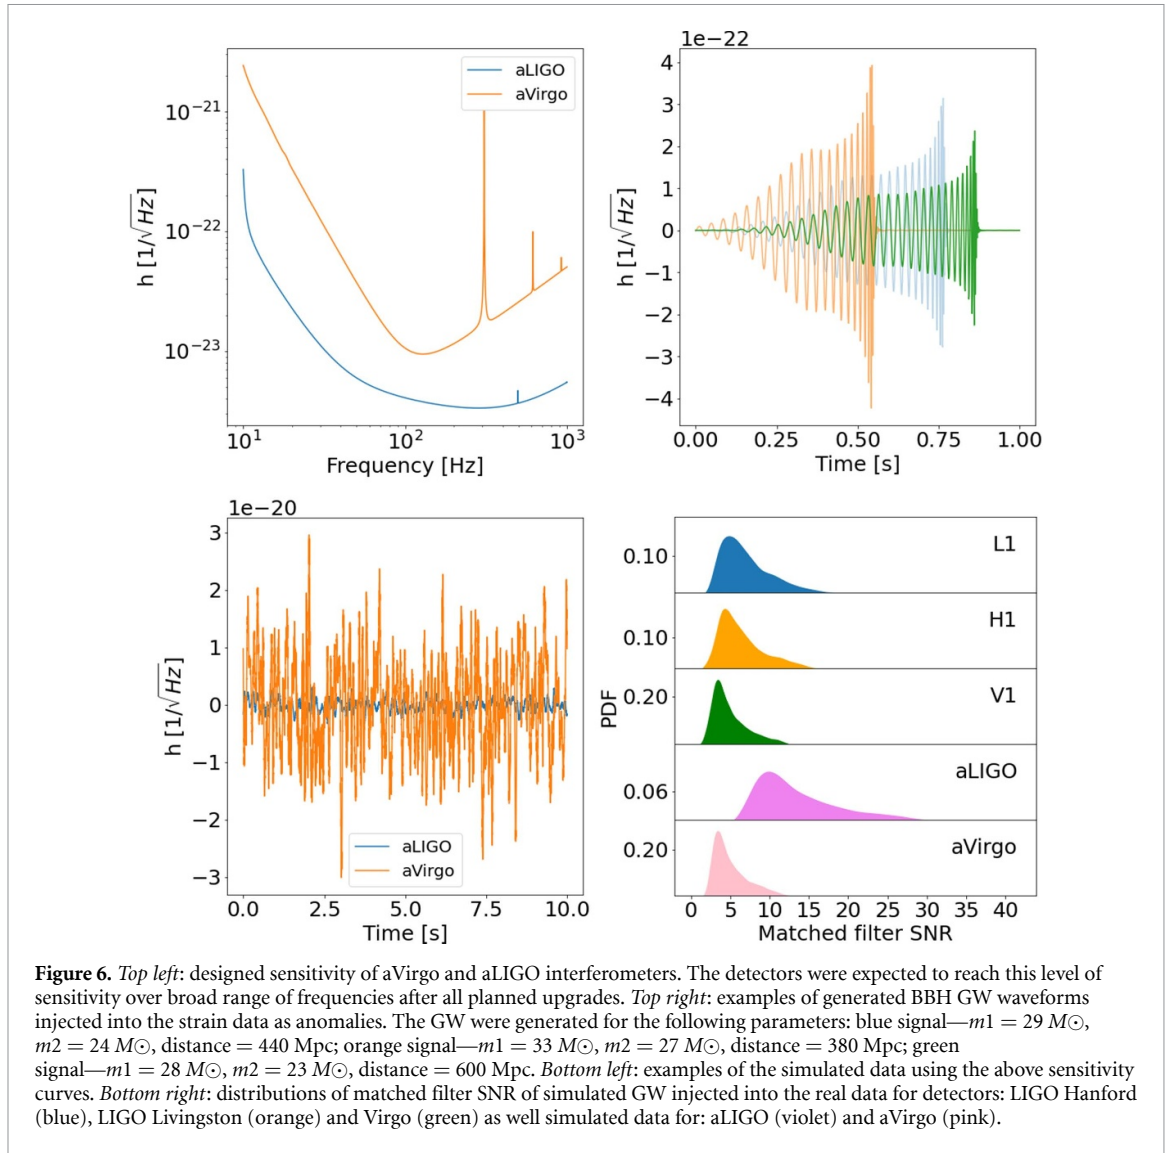 aLIGO
aVirgo
10⁻²¹
10⁻²²
10⁻²³
h [1/√Hz]
10¹
10²
10³
Frequency [Hz]
1e−22
4
3
2
1
0
−1
−2
−3
−4
h [1/√Hz]
0.00
0.25
0.50
0.75
1.00
Time [s]
1e−20
3
2
1
0
−1
−2
−3
h [1/√Hz]
aLIGO
aVirgo
0.0
2.5
5.0
7.5
10.0
Time [s]
PDF
0.10
L1
0.10
H1
0.20
V1
0.06
aLIGO
0.20
aVirgo
0
5
10
15
20
25
30
35
40
Matched filter SNR
Figure 6. Top left: designed sensitivity of aVirgo and aLIGO interferometers. The detectors were expected to reach this level of
sensitivity over broad range of frequencies after all planned upgrades. Top right: examples of generated BBH GW waveforms
injected into the strain data as anomalies. The GW were generated for the following parameters: blue signal—m1 = 29 M⊙,
m2 = 24 M⊙, distance = 440 Mpc; orange signal—m1 = 33 M⊙, m2 = 27 M⊙, distance = 380 Mpc; green
signal—m1 = 28 M⊙, m2 = 23 M⊙, distance = 600 Mpc. Bottom left: examples of the simulated data using the above sensitivity
curves. Bottom right: distributions of matched filter SNR of simulated GW injected into the real data for detectors: LIGO Hanford
(blue), LIGO Livingston (orange) and Virgo (green) as well simulated data for: aLIGO (violet) and aVirgo (pink).